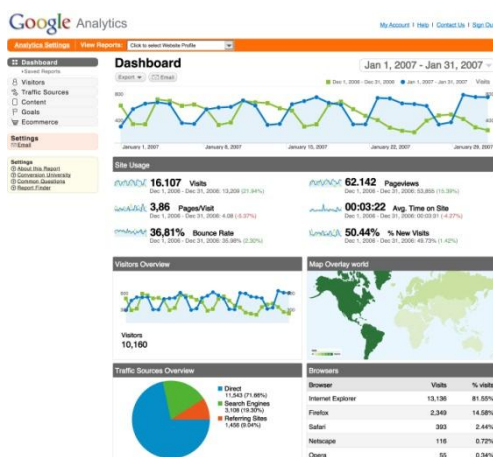 Google Analytics
My Account | Help | Contact Us | Sign Out
Analytics Settings View Reports: Click to select Website Profile
Dashboard
Saved Reports
Visitors
Traffic Sources
Content
Goals
Ecommerce
Settings
Email
Settings
About this Report
Conversion University
Common Questions
Report Finder
Dashboard
Jan 1, 2007 - Jan 31, 2007
Export Email
Dec 1, 2006 - Dec 31, 2006 Jan 1, 2007 - Jan 31, 2007 Visits
January 1, 2007 January 8, 2007 January 15, 2007 January 22, 2007 January 29, 2007
Site Usage
16.107 Visits
Dec 1, 2006 - Dec 31, 2006: 13,209 (21.94%)
62.142 Pageviews
Dec 1, 2006 - Dec 31, 2006: 53,855
3,86 Pages/Visit
Dec 1, 2006 - Dec 31, 2006: 4.08
00:03:22 Avg. Time on Site
Dec 1, 2006 - Dec 31, 2006: 00:03:31 (-4.27%)
36,81% Bounce Rate
Dec 1, 2006 - Dec 31, 2006: 35.98% (2.30%)
50.44% % New Visits
Dec 1, 2006 - Dec 31, 2006: 49.73% (1.42%)
Visitors Overview
Visitors
10,160
Map Overlay world
Traffic Sources Overview
Direct
11,543 (71.66%)
Search Engines
3,108 (19.30%)
Referring Sites
1,456 (9.04%)
Browsers
Browser Visits % visits
Internet Explorer 13,136 81.55%
Firefox 2,349 14.58%
Safari 393 2.44%
Netscape 116 0.72%
Opera 55 0.34%